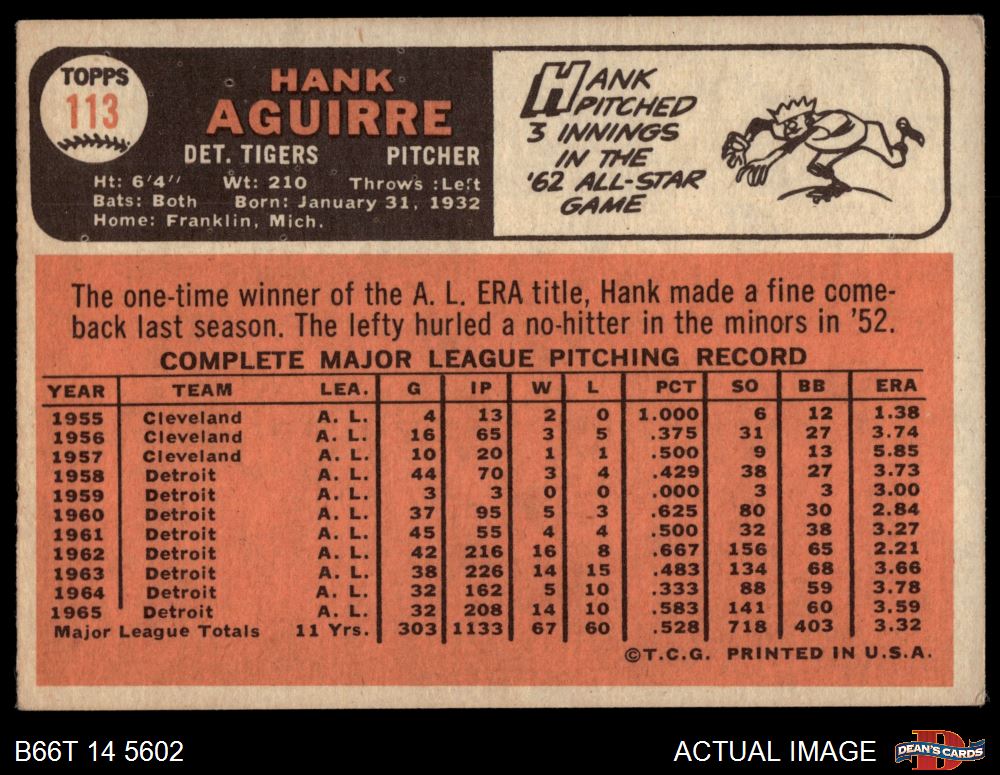 TOPPS
113
HANK
AGUIRRE
DET. TIGERS PITCHER
Ht: 6'4" Wt: 210 Throws :Left
Bats: Both Born: January 31, 1932
Home: Franklin, Mich.
HANK
PITCHED
3 INNINGS
IN THE
'62 ALL-STAR
GAME
The one-time winner of the A. L. ERA title, Hank made a fine come-
back last season. The lefty hurled a no-hitter in the minors in '52.
COMPLETE MAJOR LEAGUE PITCHING RECORD
YEAR TEAM LEA. G IP W L PCT SO BB ERA
1955 Cleveland A. L. 4 13 2 0 1.000 6 12 1.38
1956 Cleveland A. L. 16 65 3 5 .375 31 27 3.74
1957 Cleveland A. L. 10 20 1 1 .500 9 13 5.85
1958 Detroit A. L. 44 70 3 4 .429 38 27 3.73
1959 Detroit A. L. 3 3 0 0 .000 3 3 3.00
1960 Detroit A. L. 37 95 5 3 .625 80 30 2.84
1961 Detroit A. L. 45 55 4 4 .500 32 38 3.27
1962 Detroit A. L. 42 216 16 8 .667 156 65 2.21
1963 Detroit A. L. 38 226 14 15 .483 134 68 3.66
1964 Detroit A. L. 32 162 5 10 .333 88 59 3.78
1965 Detroit A. L. 32 208 14 10 .583 141 60 3.59
Major League Totals 11 Yrs. 303 1133 67 60 .528 718 403 3.32
©T.C.G. PRINTED IN U.S.A.
B66T 14 5602 ACTUAL IMAGE DEAN'S CARDS